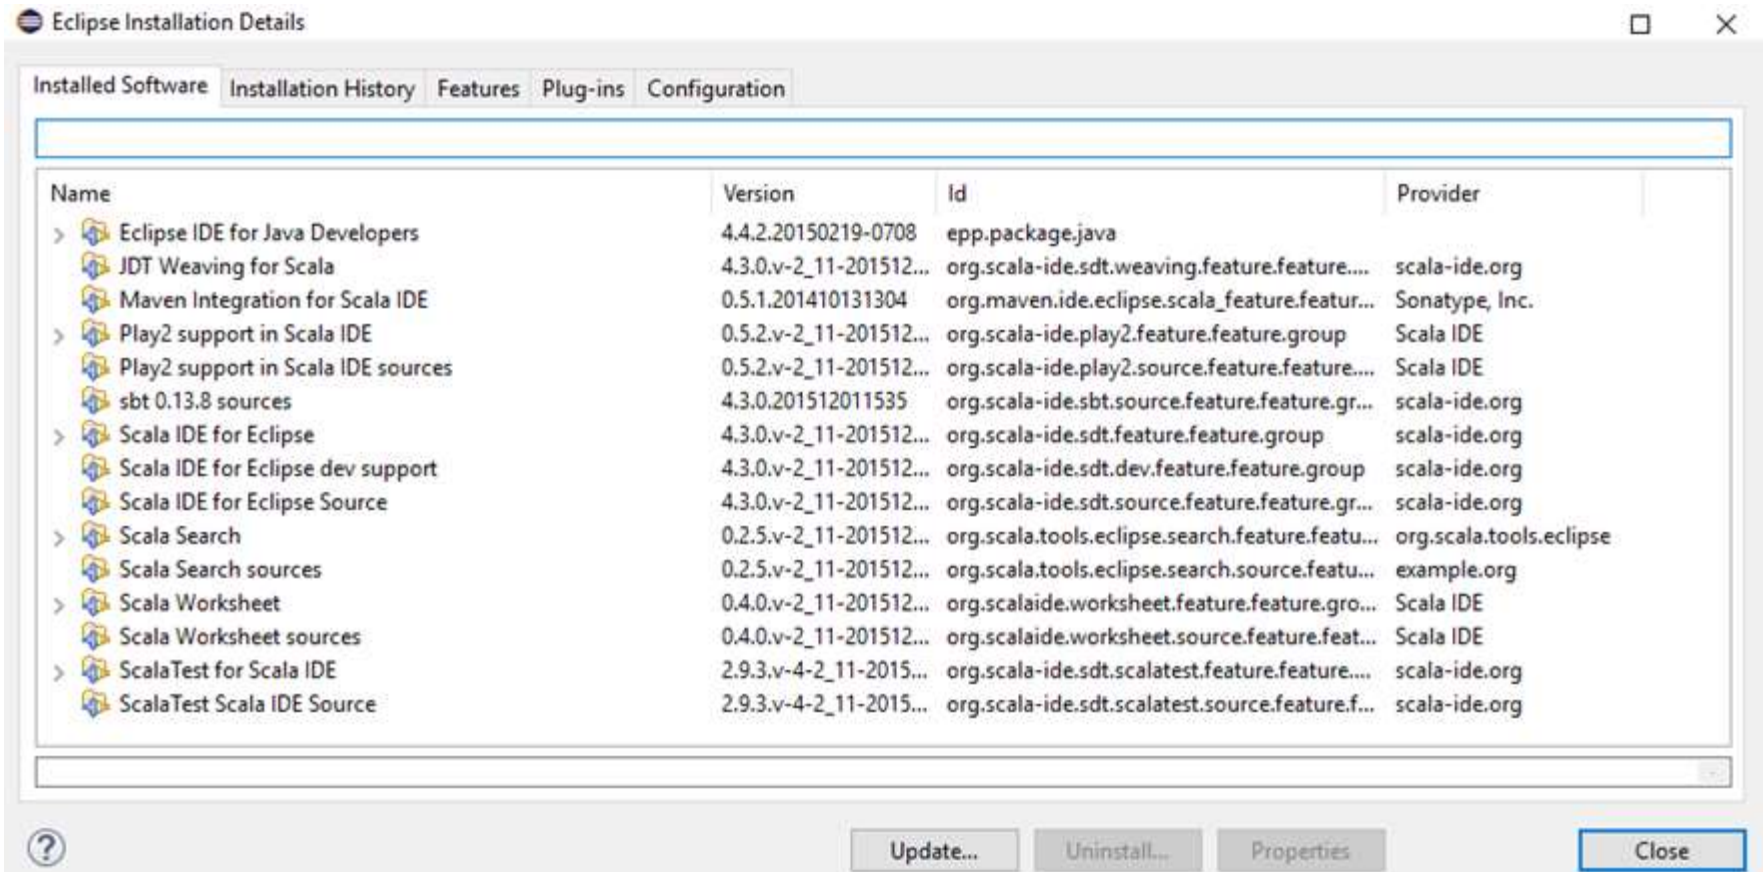 Eclipse Installation Details
Installed Software Installation History Features Plug-ins Configuration
Name Version Id Provider
Eclipse IDE for Java Developers 4.4.2.20150219-0708 epp.package.java
JDT Weaving for Scala 4.3.0.v-2_11-201512... org.scala-ide.sdt.weaving.feature.feature.... scala-ide.org
Maven Integration for Scala IDE 0.5.1.201410131304 org.maven.ide.eclipse.scala_feature.featur... Sonatype, Inc.
Play2 support in Scala IDE 0.5.2.v-2_11-201512... org.scala-ide.play2.feature.feature.group Scala IDE
Play2 support in Scala IDE sources 0.5.2.v-2_11-201512... org.scala-ide.play2.source.feature.feature.... Scala IDE
sbt 0.13.8 sources 4.3.0.201512011535 org.scala-ide.sbt.source.feature.feature.gr... scala-ide.org
Scala IDE for Eclipse 4.3.0.v-2_11-201512... org.scala-ide.sdt.feature.feature.group scala-ide.org
Scala IDE for Eclipse dev support 4.3.0.v-2_11-201512... org.scala-ide.sdt.dev.feature.feature.group scala-ide.org
Scala IDE for Eclipse Source 4.3.0.v-2_11-201512... org.scala-ide.sdt.source.feature.feature.gr... scala-ide.org
Scala Search 0.2.5.v-2_11-201512... org.scala.tools.eclipse.search.feature.featu... org.scala.tools.eclipse
Scala Search sources 0.2.5.v-2_11-201512... org.scala.tools.eclipse.search.source.featu... example.org
Scala Worksheet 0.4.0.v-2_11-201512... org.scalaide.worksheet.feature.feature.gro... Scala IDE
Scala Worksheet sources 0.4.0.v-2_11-201512... org.scalaide.worksheet.source.feature.feat... Scala IDE
ScalaTest for Scala IDE 2.9.3.v-4-2_11-2015... org.scala-ide.sdt.scalatest.feature.feature.... scala-ide.org
ScalaTest Scala IDE Source 2.9.3.v-4-2_11-2015... org.scala-ide.sdt.scalatest.source.feature.f... scala-ide.org
? Update... Uninstall... Properties Close